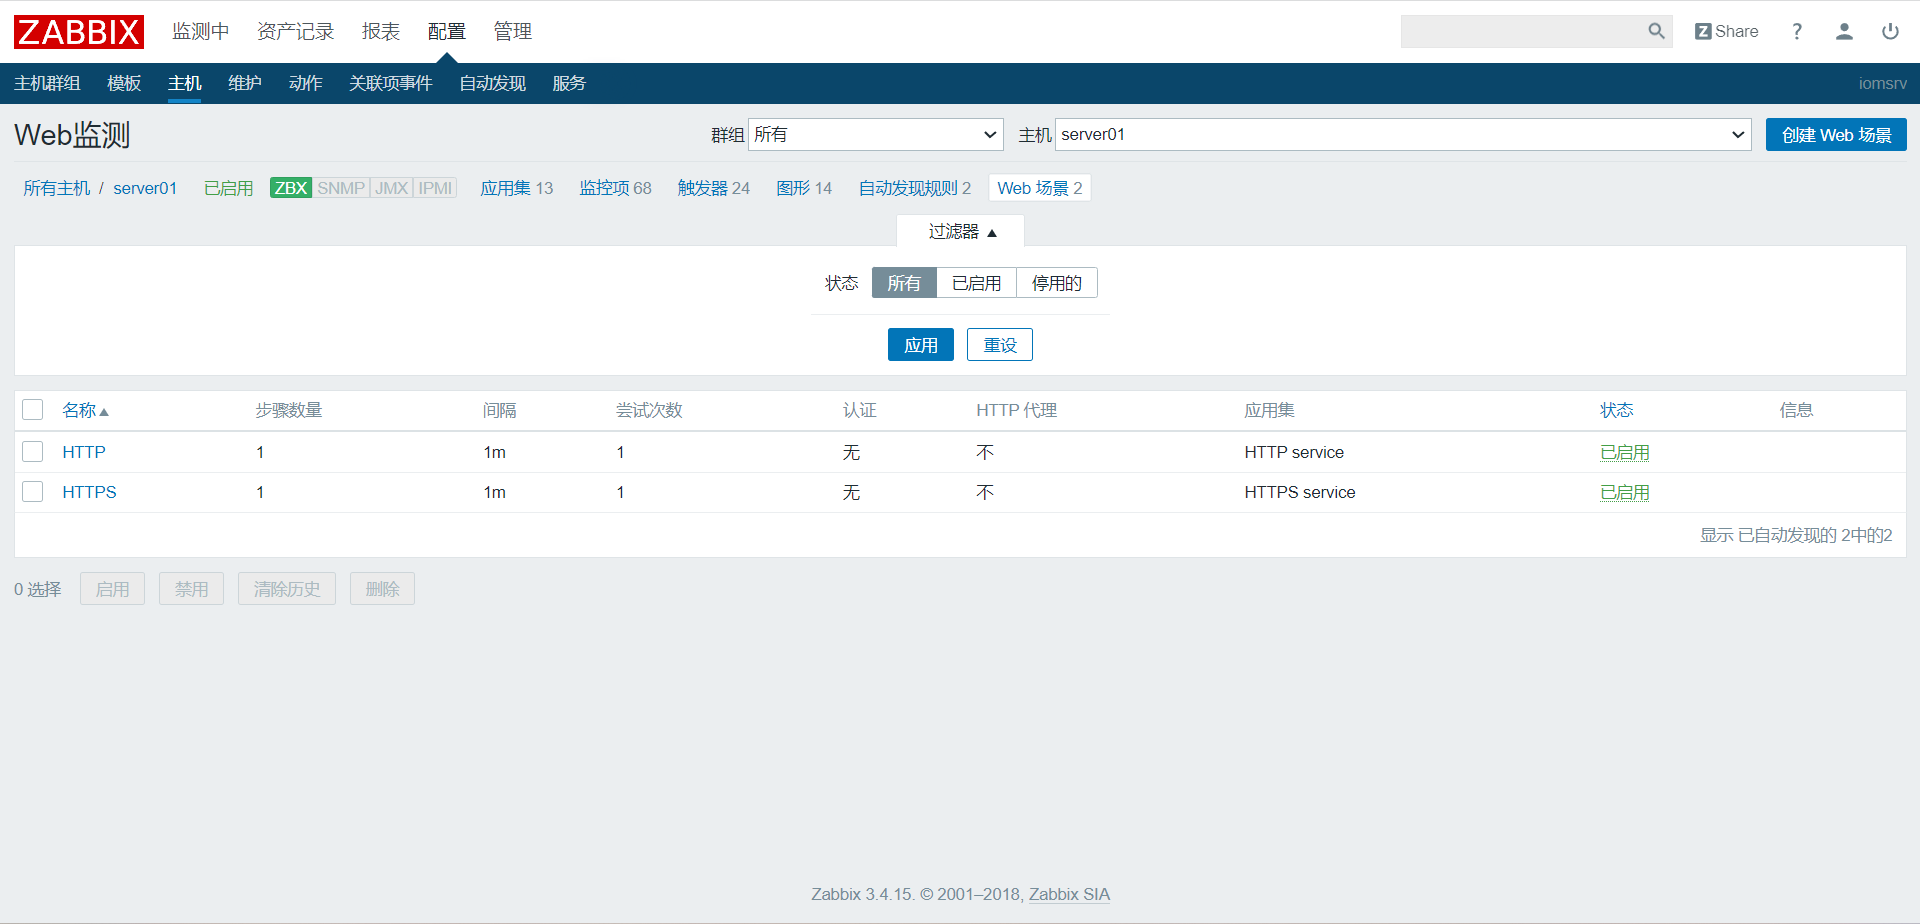 ZABBIX 监测中 资产记录 报表 配置 管理 Share ?
主机群组 模板 主机 维护 动作 关联项事件 自动发现 服务 iomsrv
Web监测 群组 所有 主机 server01 创建 Web 场景
所有主机 / server01 已启用 ZBX SNMP JMX IPMI 应用集 13 监控项 68 触发器 24 图形 14 自动发现规则 2 Web 场景 2
过滤器 ▲
状态 所有 已启用 停用的
应用 重设
名称▲ 步骤数量 间隔 尝试次数 认证 HTTP 代理 应用集 状态 信息
HTTP 1 1m 1 无 不 HTTP service 已启用
HTTPS 1 1m 1 无 不 HTTPS service 已启用
显示 已自动发现的 2中的2
0 选择 启用 禁用 清除历史 删除
Zabbix 3.4.15. © 2001–2018, Zabbix SIA